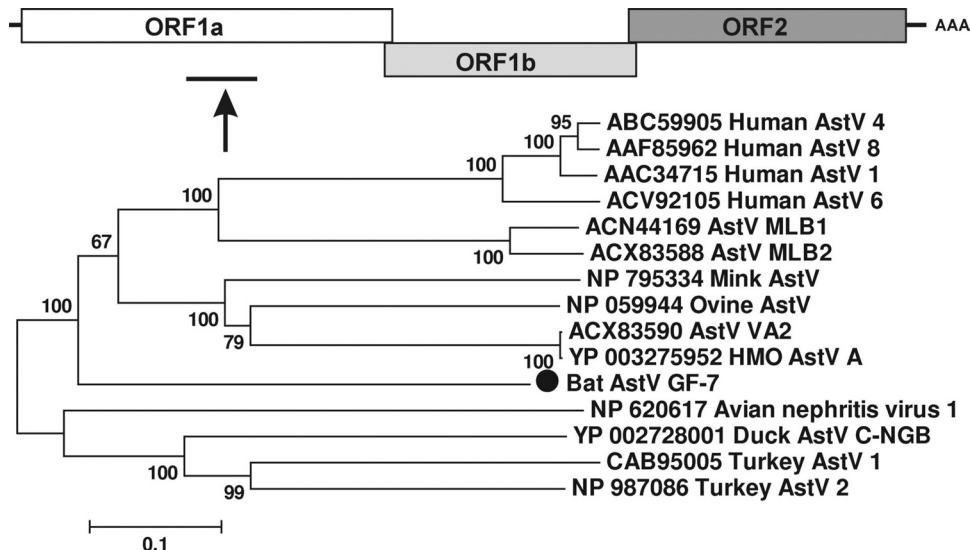 ORF1a
ORF2
AAA
ORF1b
95
ABC59905 Human AstV 4
100
AAF85962 Human AstV 8
100
AAC34715 Human AstV 1
100
ACV92105 Human AstV 6
67
ACN44169 AstV MLB1
100
ACX83588 AstV MLB2
NP 795334 Mink AstV
100
NP 059944 Ovine AstV
100
79
ACX83590 AstV VA2
100
YP 003275952 HMO AstV A
Bat AstV GF-7
NP 620617 Avian nephritis virus 1
YP 002728001 Duck AstV C-NGB
100
CAB95005 Turkey AstV 1
99
NP 987086 Turkey AstV 2
0.1